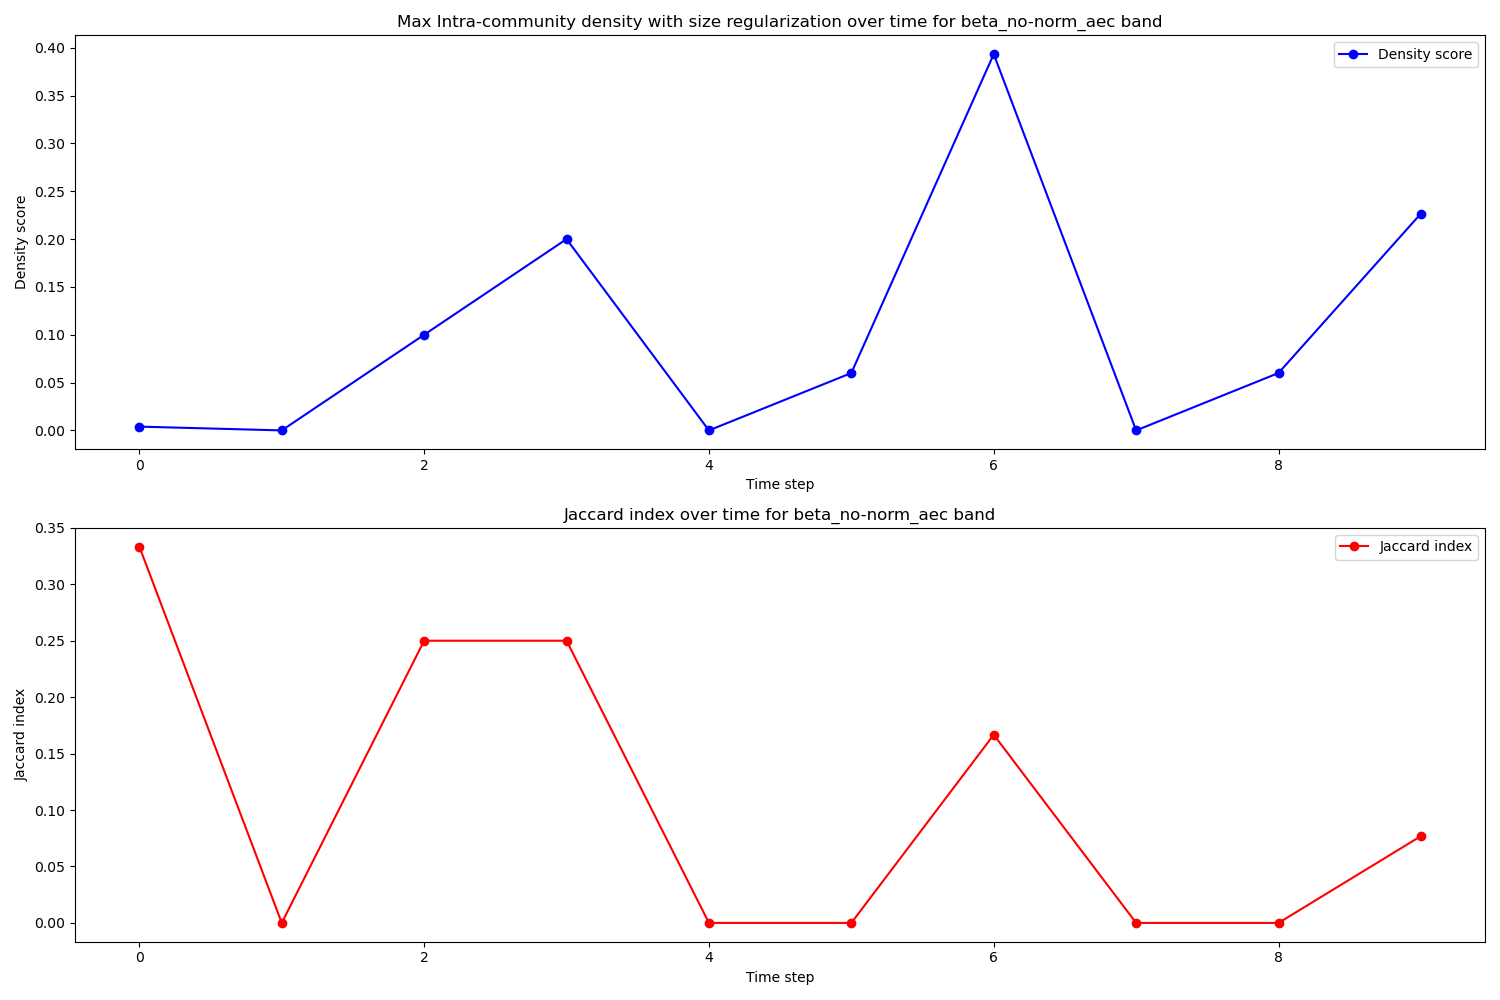 Max Intra-community density with size regularization over time for beta_no-norm_aec band
Density score
0.40
0.35
0.30
0.25
0.20
0.15
0.10
0.05
0.00
Density score
0 2 4 6 8
Time step
Jaccard index over time for beta_no-norm_aec band
Jaccard index
0.35
0.30
0.25
0.20
0.15
0.10
0.05
0.00
Jaccard index
0 2 4 6 8
Time step